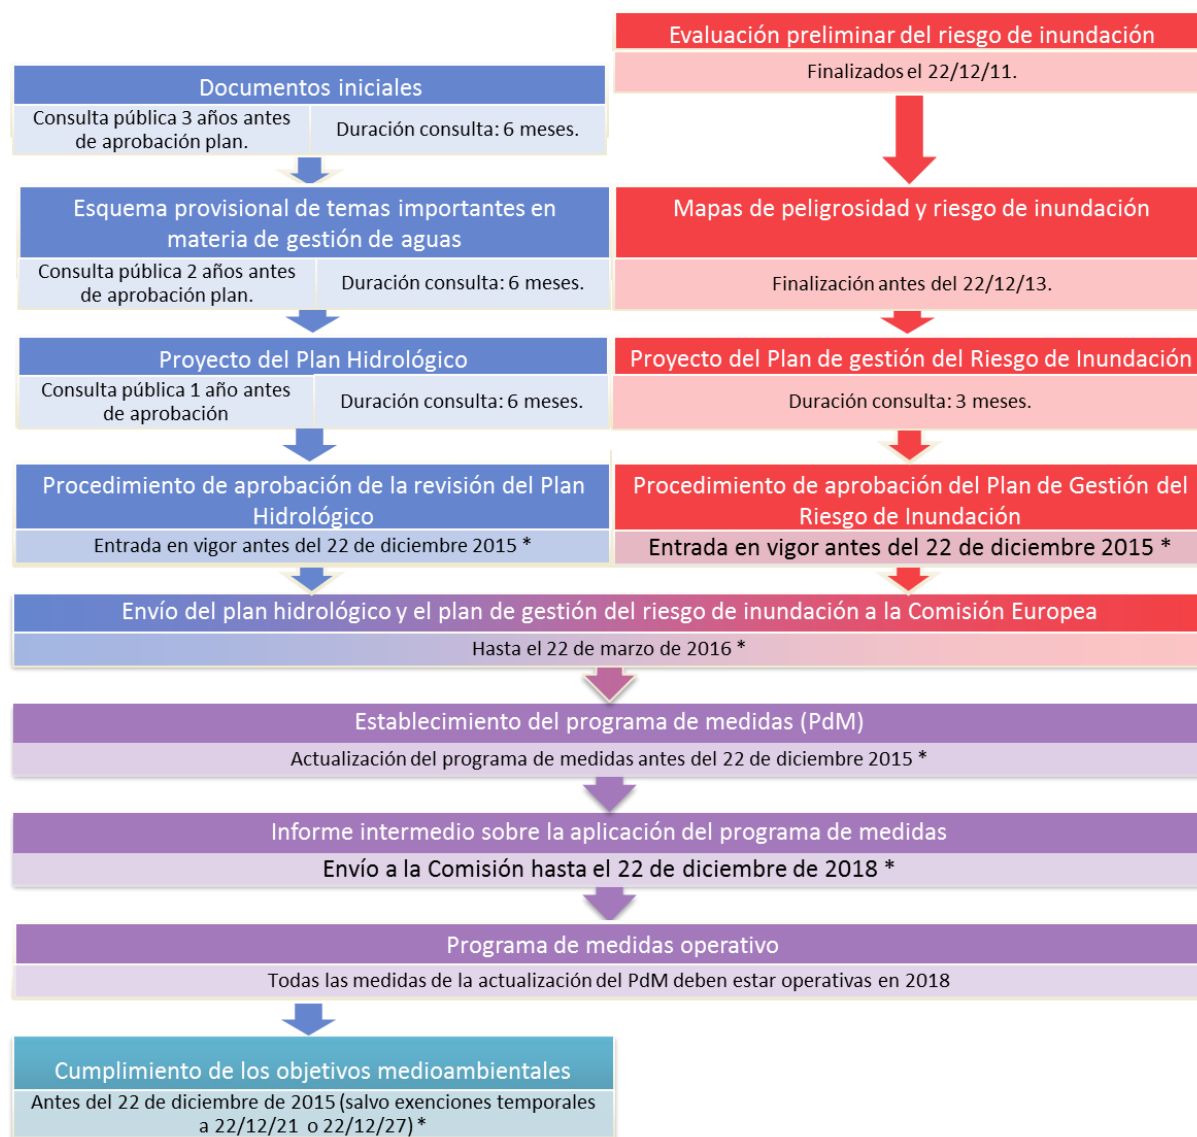 Evaluación preliminar del riesgo de inundación
Finalizados el 22/12/11.
Documentos iniciales
Consulta pública 3 años antes
de aprobación plan.
Duración consulta: 6 meses.
Esquema provisional de temas importantes en
materia de gestión de aguas
Consulta pública 2 años antes
de aprobación plan.
Duración consulta: 6 meses.
Mapas de peligrosidad y riesgo de inundación
Finalización antes del 22/12/13.
Proyecto del Plan Hidrológico
Consulta pública 1 año antes
de aprobación
Duración consulta: 6 meses.
Proyecto del Plan de gestión del Riesgo de Inundación
Duración consulta: 3 meses.
Procedimiento de aprobación de la revisión del Plan
Hidrológico
Entrada en vigor antes del 22 de diciembre 2015 *
Procedimiento de aprobación del Plan de Gestión del
Riesgo de Inundación
Entrada en vigor antes del 22 de diciembre 2015 *
Envío del plan hidrológico y el plan de gestión del riesgo de inundación a la Comisión Europea
Hasta el 22 de marzo de 2016 *
Establecimiento del programa de medidas (PdM)
Actualización del programa de medidas antes del 22 de diciembre 2015 *
Informe intermedio sobre la aplicación del programa de medidas
Envío a la Comisión hasta el 22 de diciembre de 2018 *
Programa de medidas operativo
Todas las medidas de la actualización del PdM deben estar operativas en 2018
Cumplimiento de los objetivos medioambientales
Antes del 22 de diciembre de 2015 (salvo exenciones temporales
a 22/12/21 o 22/12/27) *